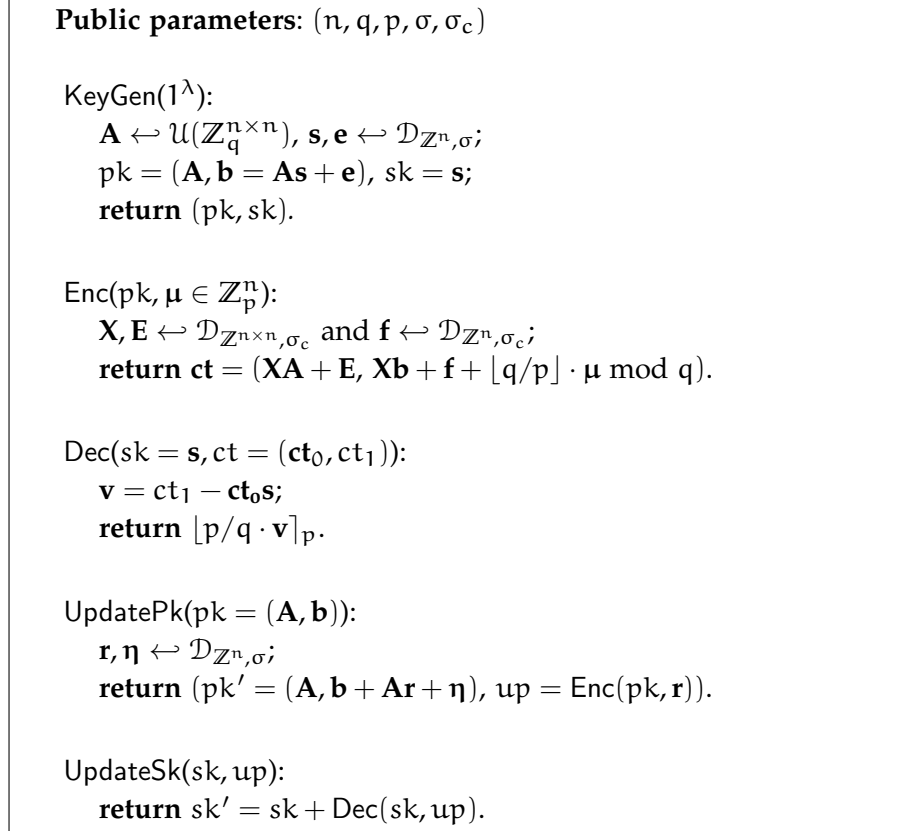 Public parameters: (n, q, p, σ, σ_c)
KeyGen(1^λ):
A ↩ U(ℤ_q^{n×n}), s, e ↩ D_{ℤ^n,σ};
pk = (A, b = As + e), sk = s;
return (pk, sk).
Enc(pk, μ ∈ ℤ_p^n):
X, E ↩ D_{ℤ^{n×n},σ_c} and f ↩ D_{ℤ^n,σ_c};
return ct = (XA + E, Xb + f + ⌊q/p⌋ · μ mod q).
Dec(sk = s, ct = (ct_0, ct_1)):
v = ct_1 − ct_o s;
return ⌊p/q · v⌉_p.
UpdatePk(pk = (A, b)):
r, η ↩ D_{ℤ^n,σ};
return (pk′ = (A, b + Ar + η), up = Enc(pk, r)).
UpdateSk(sk, up):
return sk′ = sk + Dec(sk, up).